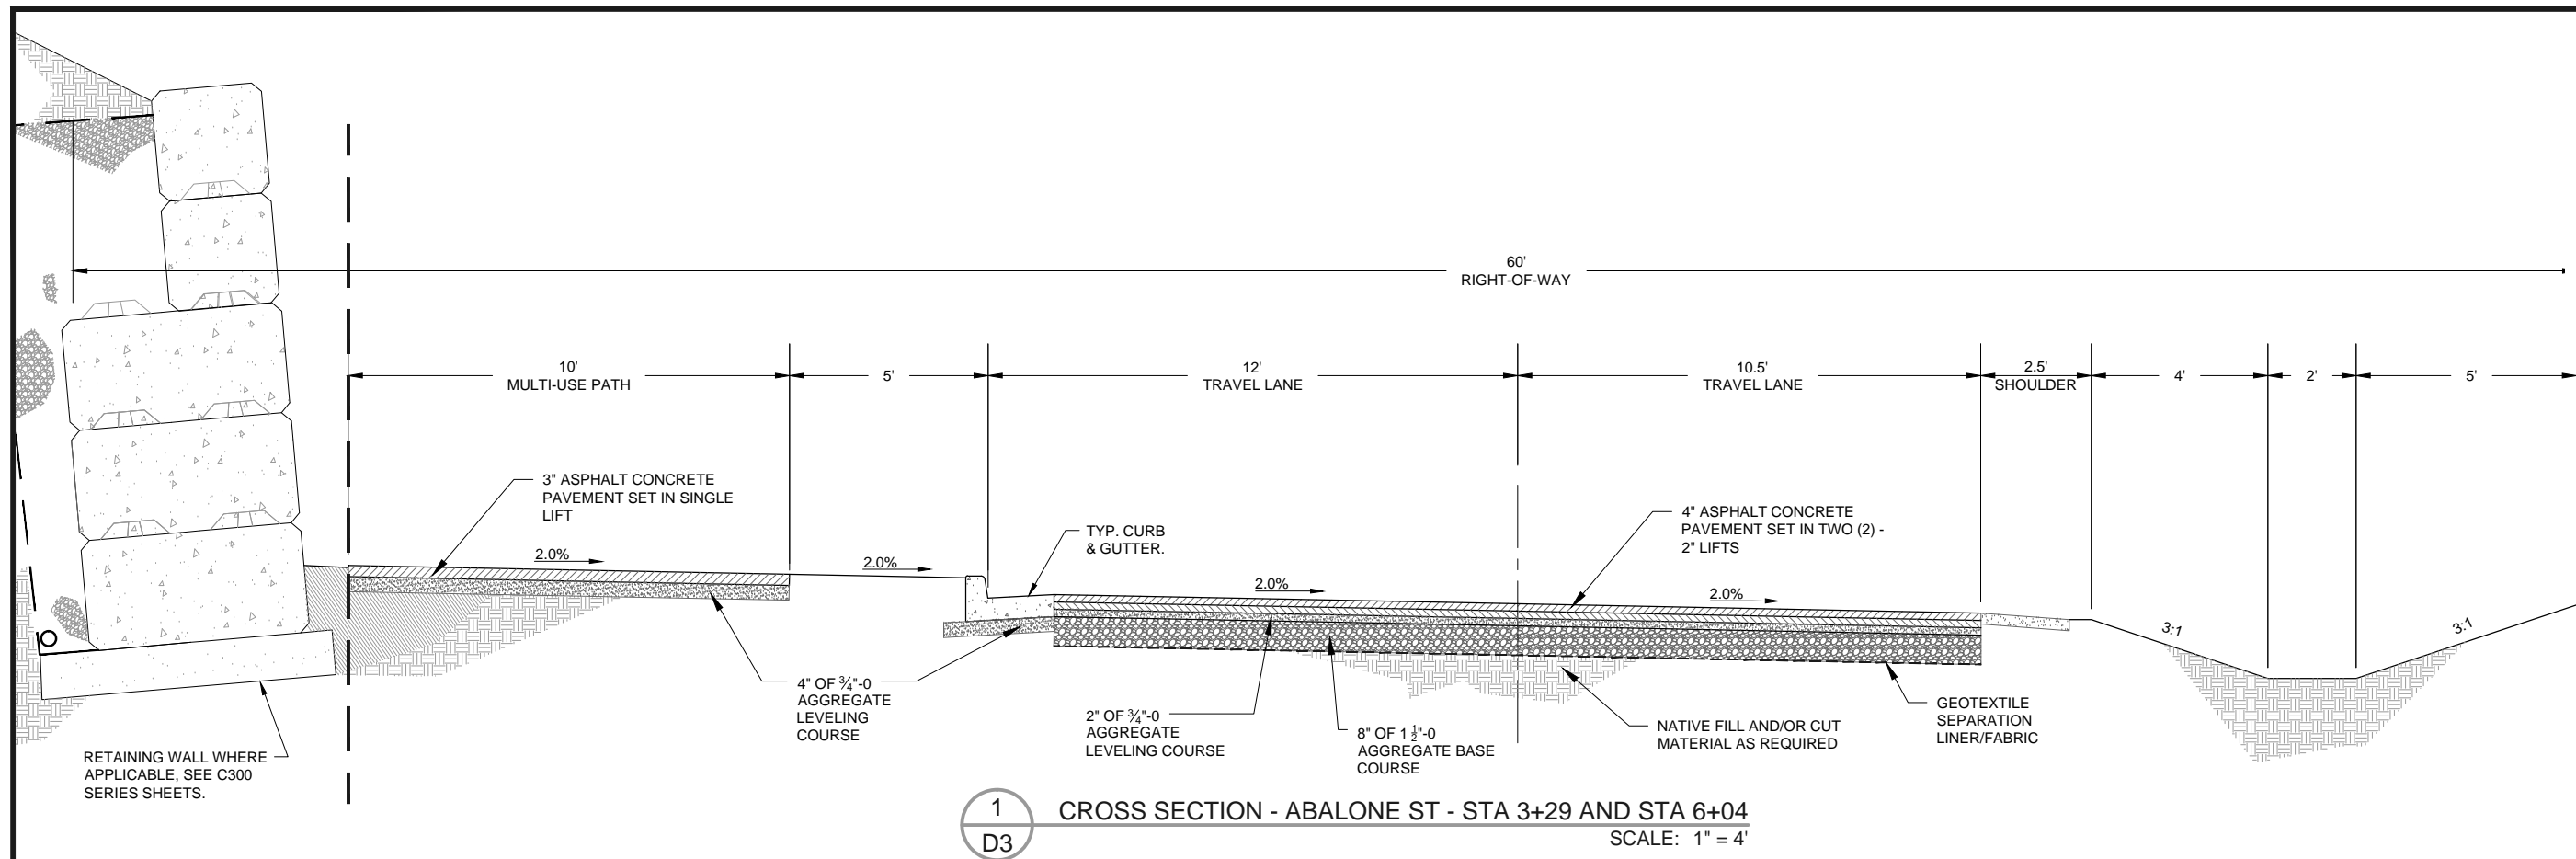 60'
RIGHT-OF-WAY
10'
MULTI-USE PATH
5'
12'
TRAVEL LANE
10.5'
TRAVEL LANE
2.5'
SHOULDER
4'
2'
5'
3" ASPHALT CONCRETE
PAVEMENT SET IN SINGLE
LIFT
TYP. CURB
& GUTTER.
4" ASPHALT CONCRETE
PAVEMENT SET IN TWO (2) -
2" LIFTS
2.0%
2.0%
2.0%
2.0%
3:1
3:1
4" OF ¾"-0
AGGREGATE
LEVELING
COURSE
2" OF ¾"-0
AGGREGATE
LEVELING COURSE
8" OF 1 ½"-0
AGGREGATE BASE
COURSE
NATIVE FILL AND/OR CUT
MATERIAL AS REQUIRED
GEOTEXTILE
SEPARATION
LINER/FABRIC
RETAINING WALL WHERE
APPLICABLE, SEE C300
SERIES SHEETS.
1
D3
CROSS SECTION - ABALONE ST - STA 3+29 AND STA 6+04
SCALE: 1" = 4'